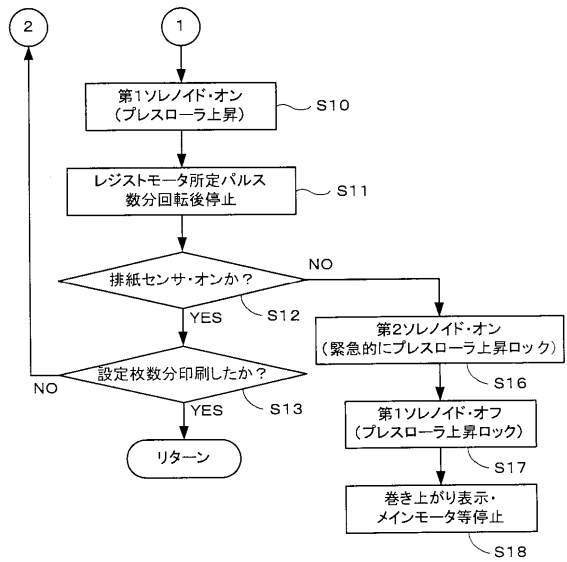 2
1
第1ソレノイド・オン
(プレスローラ上昇)
S10
レジストモータ所定パルス
数分回転後停止
S11
排紙センサ・オンか?
NO
S12
YES
第2ソレノイド・オン
(緊急的にプレスローラ上昇ロック)
S16
設定枚数分印刷したか?
NO
S13
YES
第1ソレノイド・オフ
(プレスローラ上昇ロック)
S17
リターン
巻き上がり表示・
メインモータ等停止
S18